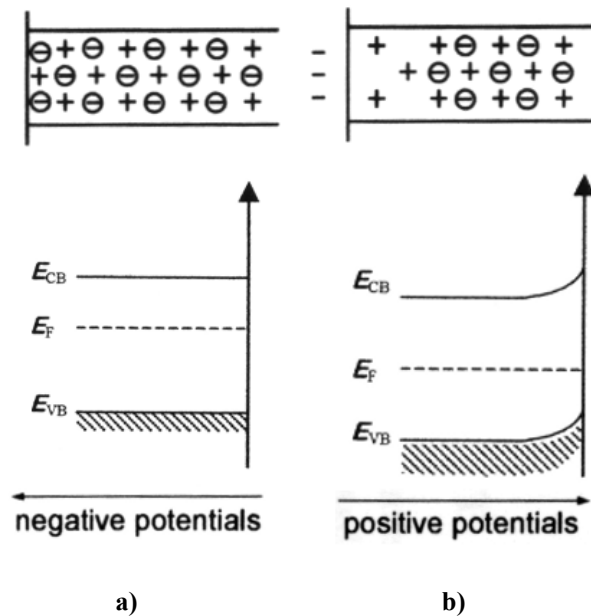 E_CB
E_F
E_VB
negative potentials
a)
E_CB
E_F
E_VB
positive potentials
b)